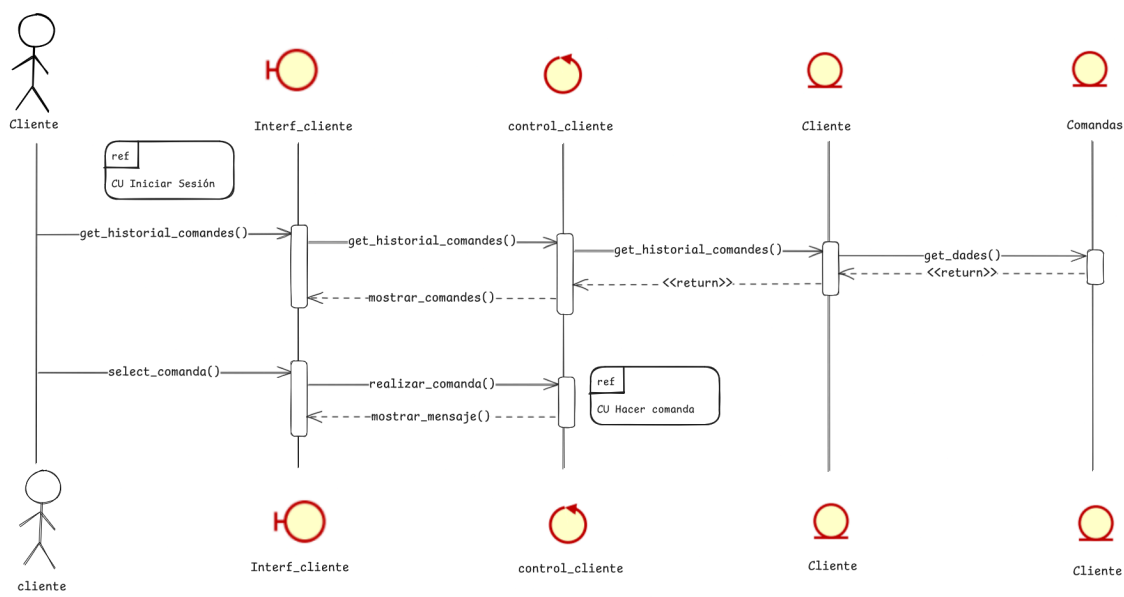 Cliente
Interf_cliente
control_cliente
Cliente
Comandas
ref
CU Iniciar Sesión
get_historial_comandes()
get_historial_comandes()
get_historial_comandes()
get_dades()
<<return>>
<<return>>
mostrar_comandes()
select_comanda()
realizar_comanda()
ref
CU Hacer comanda
mostrar_mensaje()
cliente
Interf_cliente
control_cliente
Cliente
Cliente